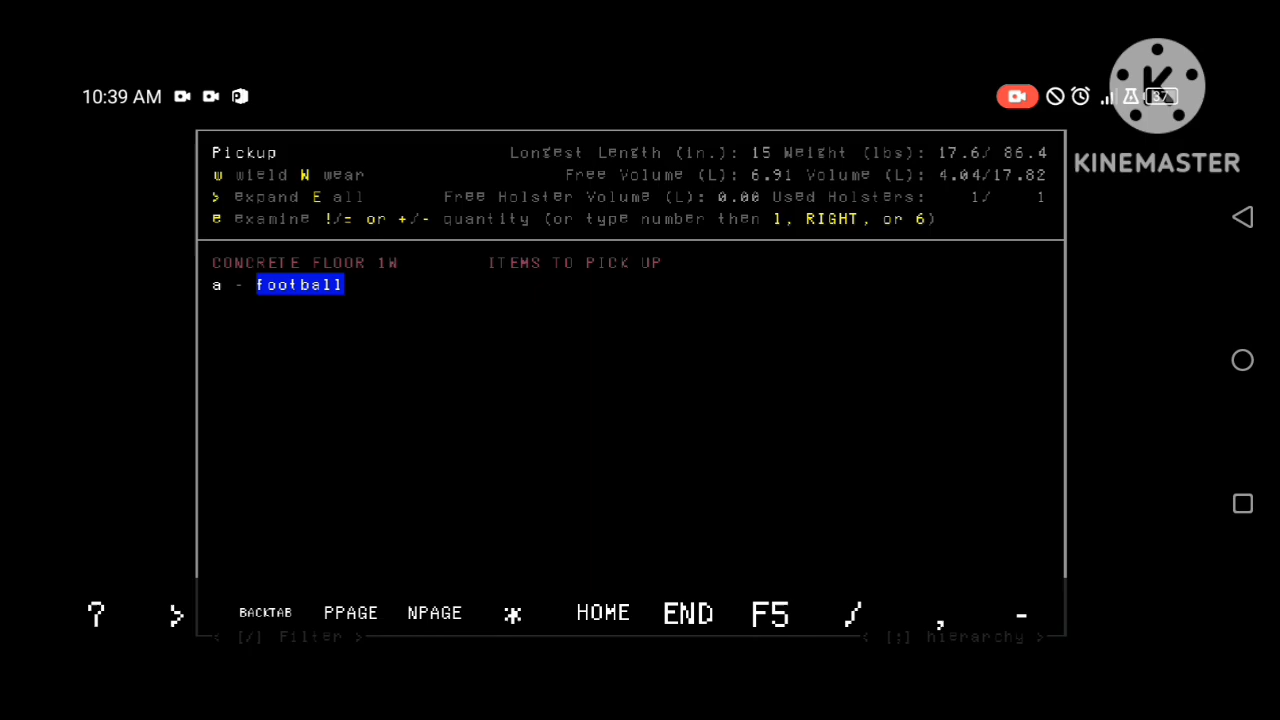 10:39 AM
37
K
KINEMASTER
Pickup Longest Length (in.): 15 Weight (lbs): 17.6/ 86.4
w wield W wear Free Volume (L): 6.91 Volume (L): 4.04/17.82
> expand E all Free Holster Volume (L): 0.00 Used Holsters: 1/ 1
e examine !/= or +/- quantity (or type number then 1, RIGHT, or 6)
CONCRETE FLOOR 1W ITEMS TO PICK UP
a - football
? > BACKTAB PPAGE NPAGE * HOME END F5 / , -
< [/] Filter > < [;] hierarchy >